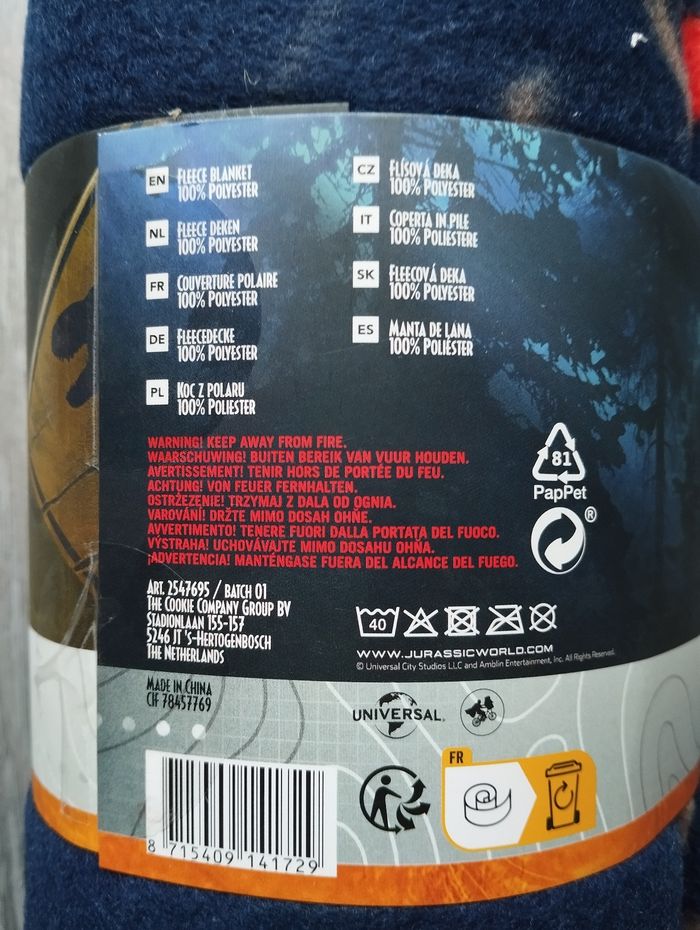 EN FLEECE BLANKET
100% POLYESTER
NL FLEECE DEKEN
100% POLYESTER
FR COUVERTURE POLAIRE
100% POLYESTER
DE FLEECEDECKE
100% POLYESTER
PL KOC Z POLARU
100% POLIESTER
CZ FLÍSOVÁ DEKA
100% POLYESTER
IT COPERTA IN PILE
100% POLIESTERE
SK FLEECOVÁ DEKA
100% POLYESTER
ES MANTA DE LANA
100% POLIÉSTER
WARNING! KEEP AWAY FROM FIRE.
WAARSCHUWING! BUITEN BEREIK VAN VUUR HOUDEN.
AVERTISSEMENT! TENIR HORS DE PORTÉE DU FEU.
ACHTUNG! VON FEUER FERNHALTEN.
OSTRZEZENIE! TRZYMAJ Z DALA OD OGNIA.
VAROVÁNÍ! DRŽTE MIMO DOSAH OHNĚ.
AVVERTIMENTO! TENERE FUORI DALLA PORTATA DEL FUOCO.
VÝSTRAHA! UCHOVÁVAJTE MIMO DOSAHU OHŇA.
¡ADVERTENCIA! MANTÉNGASE FUERA DEL ALCANCE DEL FUEGO.
81
PapPet
®
ART. 2547695 / BATCH 01
THE COOKIE COMPANY GROUP BV
STADIONLAAN 155-157
5246 JT 'S-HERTOGENBOSCH
THE NETHERLANDS
40
WWW.JURASSICWORLD.COM
© Universal City Studios LLC and Amblin Entertainment, Inc. All Rights Reserved.
MADE IN CHINA
CIF 78457769
UNIVERSAL
FR
8 715409 141729